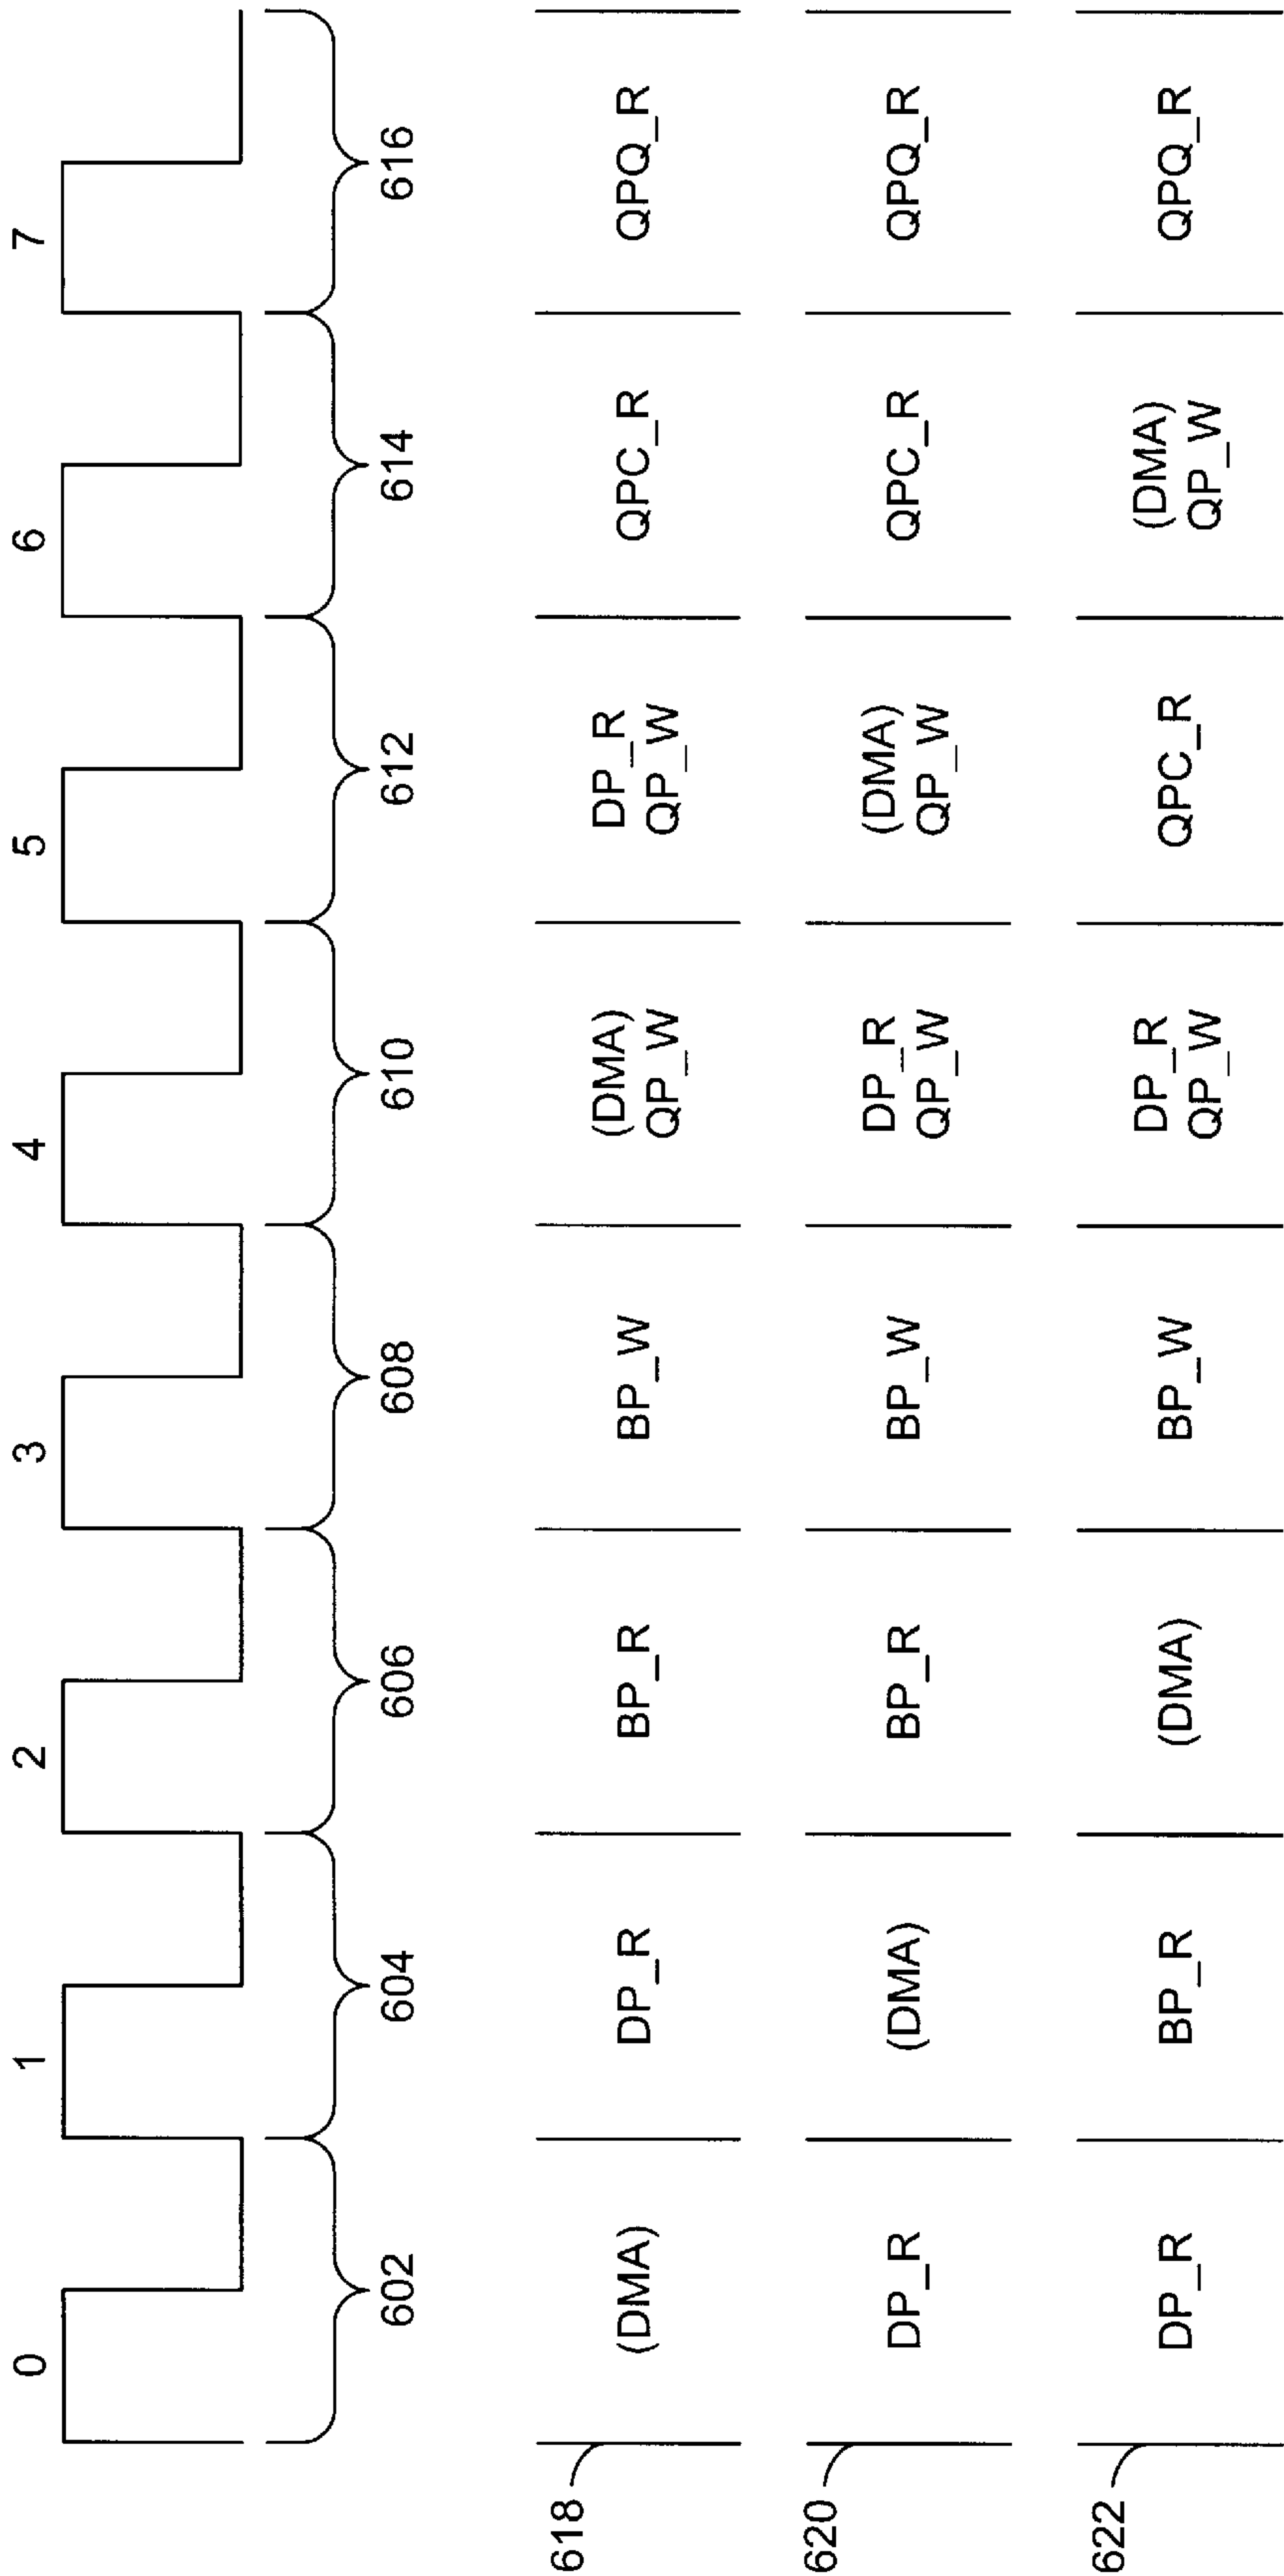 0 1 2 3 4 5 6 7
602 604 606 608 610 612 614 616
618 (DMA) DP_R BP_R BP_W (DMA) DP_R QPC_R QPQ_R
QP_W QP_W
620 DP_R (DMA) BP_R BP_W DP_R (DMA) QPC_R QPQ_R
QP_W QP_W
622 DP_R BP_R (DMA) BP_W DP_R QPC_R (DMA) QPQ_R
QP_W QP_W